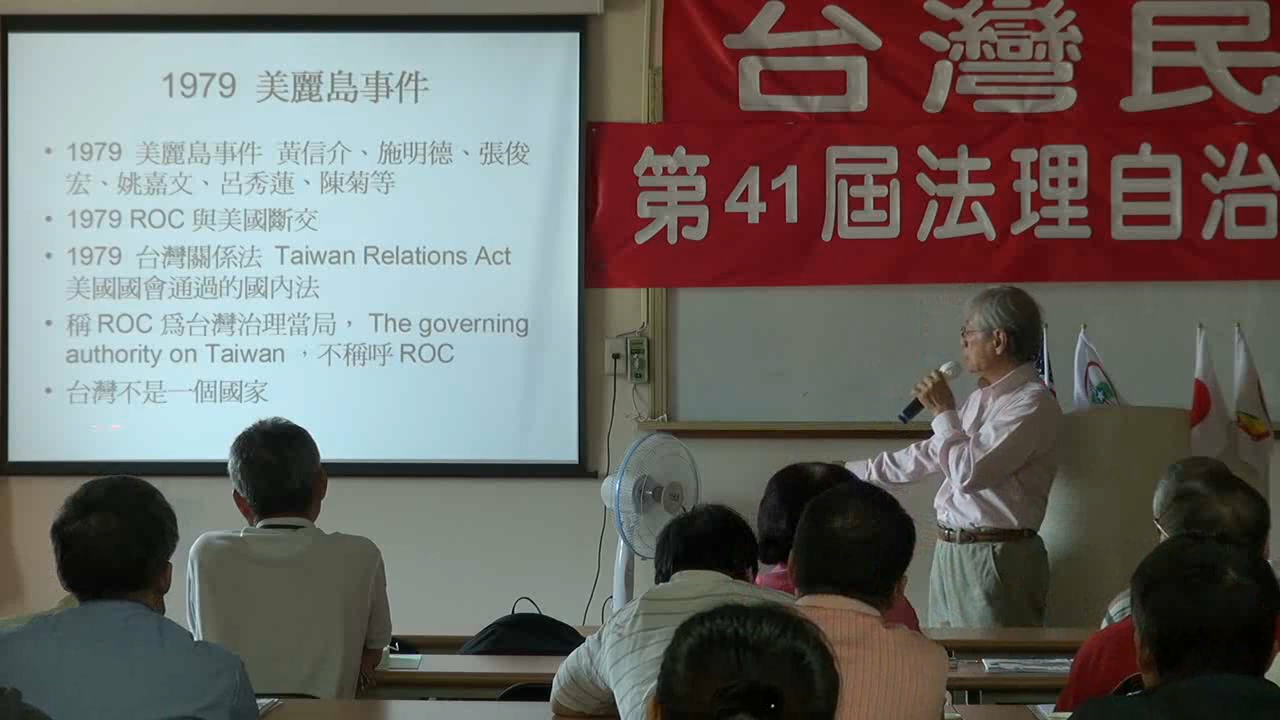 1979 美麗島事件
• 1979 美麗島事件 黃信介、施明德、張俊
宏、姚嘉文、呂秀蓮、陳菊等
• 1979 ROC 與美國斷交
• 1979 台灣關係法 Taiwan Relations Act
美國國會通過的國內法
• 稱 ROC 為台灣治理當局， The governing
authority on Taiwan ，不稱呼 ROC
• 台灣不是一個國家
台灣民
第41屆法理自治